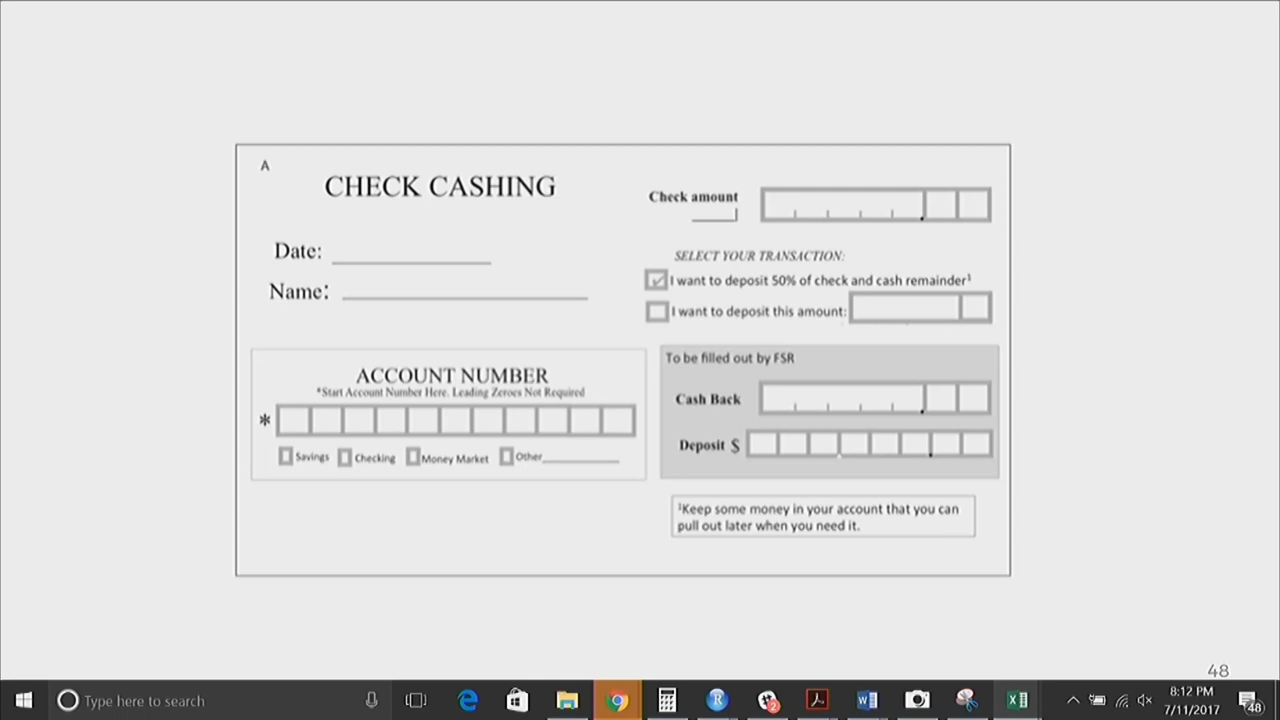 A
CHECK CASHING
Check amount
Date:
Name:
SELECT YOUR TRANSACTION:
I want to deposit 50% of check and cash remainder¹
I want to deposit this amount:
ACCOUNT NUMBER
*Start Account Number Here. Leading Zeroes Not Required
*
Savings Checking Money Market Other
To be filled out by FSR
Cash Back
Deposit $
¹Keep some money in your account that you can
pull out later when you need it.
48
Type here to search
2
8:12 PM
7/11/2017
48